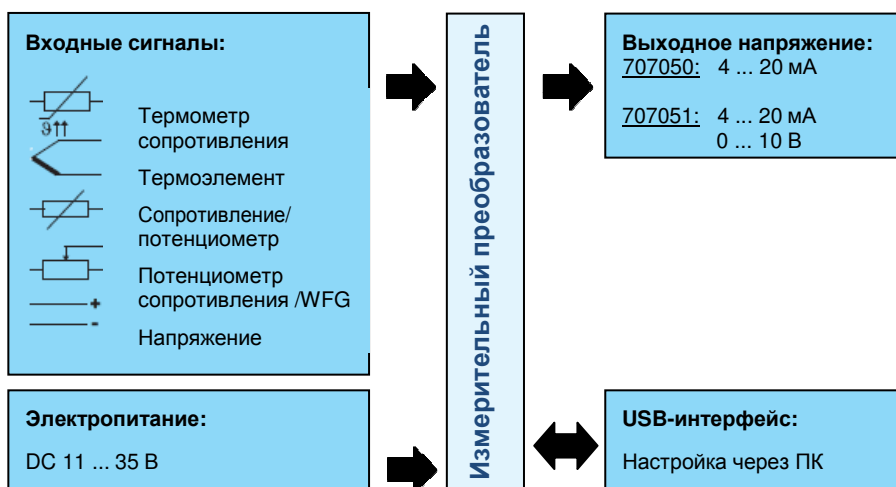 Входные сигналы:
ϑ↑↑
Термометр
сопротивления
Термоэлемент
Сопротивление/
потенциометр
Потенциометр
сопротивления /WFG
+
-
Напряжение
Электропитание:
DC 11 ... 35 В
Измерительный преобразователь
Выходное напряжение:
707050: 4 ... 20 мА
707051: 4 ... 20 мА
0 ... 10 В
USB-интерфейс:
Настройка через ПК